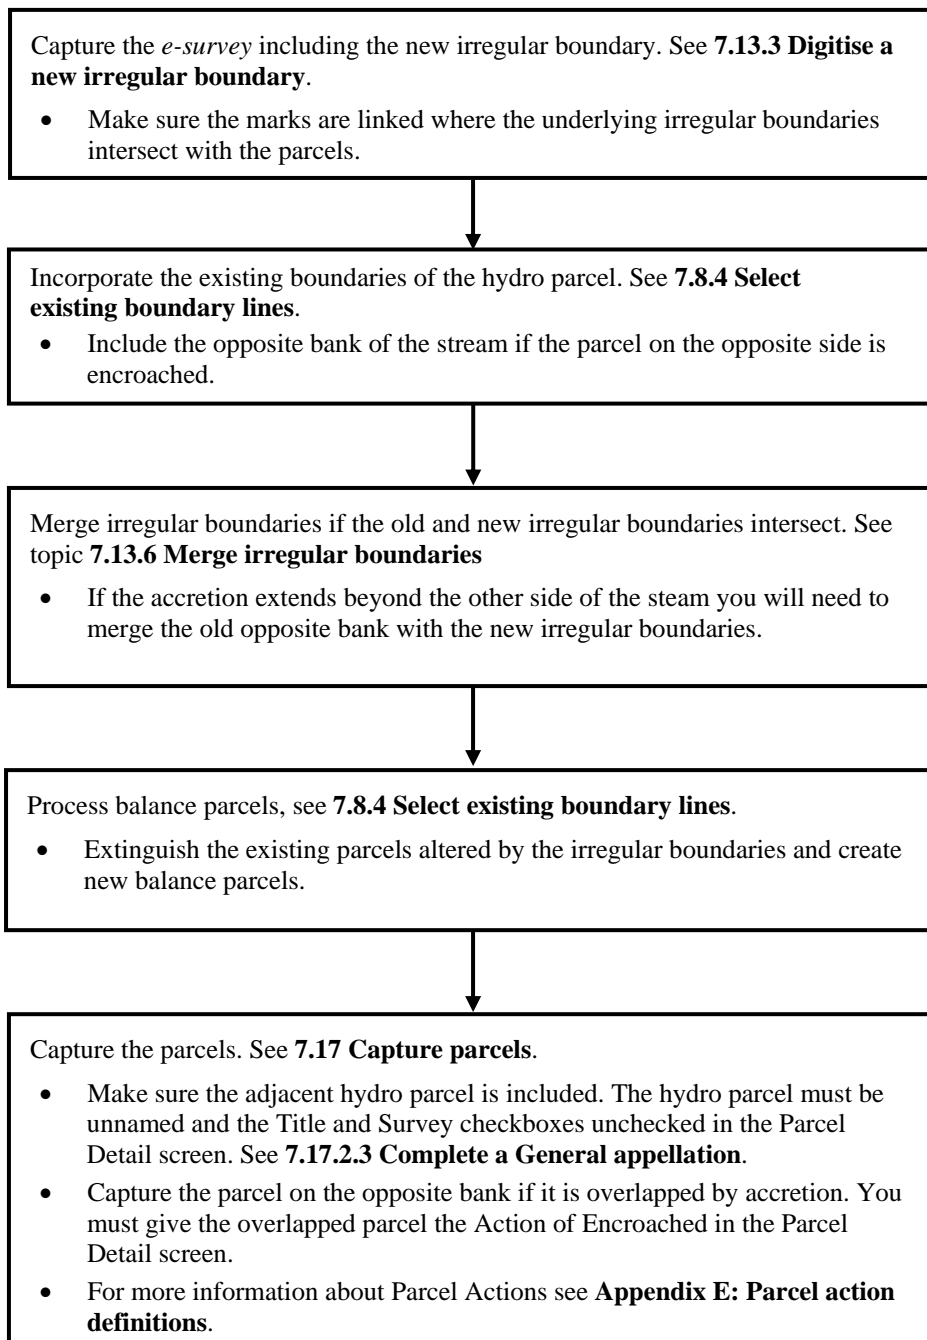 Capture the e-survey including the new irregular boundary. See 7.13.3 Digitise a
new irregular boundary.
• Make sure the marks are linked where the underlying irregular boundaries
intersect with the parcels.
Incorporate the existing boundaries of the hydro parcel. See 7.8.4 Select
existing boundary lines.
• Include the opposite bank of the stream if the parcel on the opposite side is
encroached.
Merge irregular boundaries if the old and new irregular boundaries intersect. See
topic 7.13.6 Merge irregular boundaries
• If the accretion extends beyond the other side of the steam you will need to
merge the old opposite bank with the new irregular boundaries.
Process balance parcels, see 7.8.4 Select existing boundary lines.
• Extinguish the existing parcels altered by the irregular boundaries and create
new balance parcels.
Capture the parcels. See 7.17 Capture parcels.
• Make sure the adjacent hydro parcel is included. The hydro parcel must be
unnamed and the Title and Survey checkboxes unchecked in the Parcel
Detail screen. See 7.17.2.3 Complete a General appellation.
• Capture the parcel on the opposite bank if it is overlapped by accretion. You
must give the overlapped parcel the Action of Encroached in the Parcel
Detail screen.
• For more information about Parcel Actions see Appendix E: Parcel action
definitions.